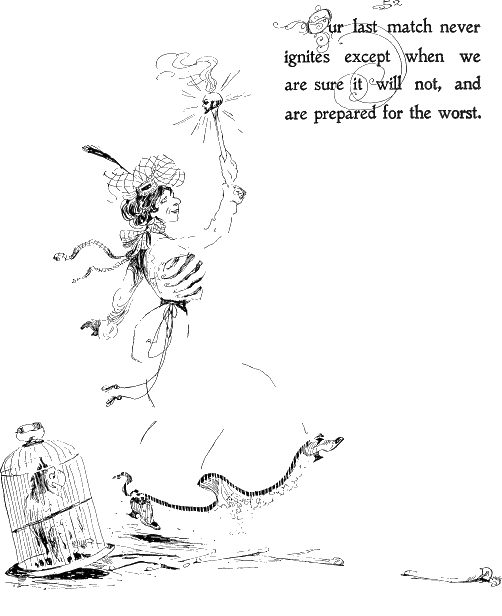 Our last match never
ignites except when we
are sure it will not, and
are prepared for the worst.